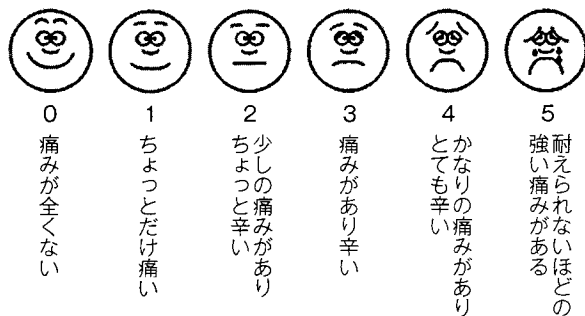 0
痛みが全くない
1
ちょっとだけ痛い
2
少しの痛みがあり
ちょっと辛い
3
痛みがあり辛い
4
かなりの痛みがあり
とても辛い
5
耐えられないほどの
強い痛みがある